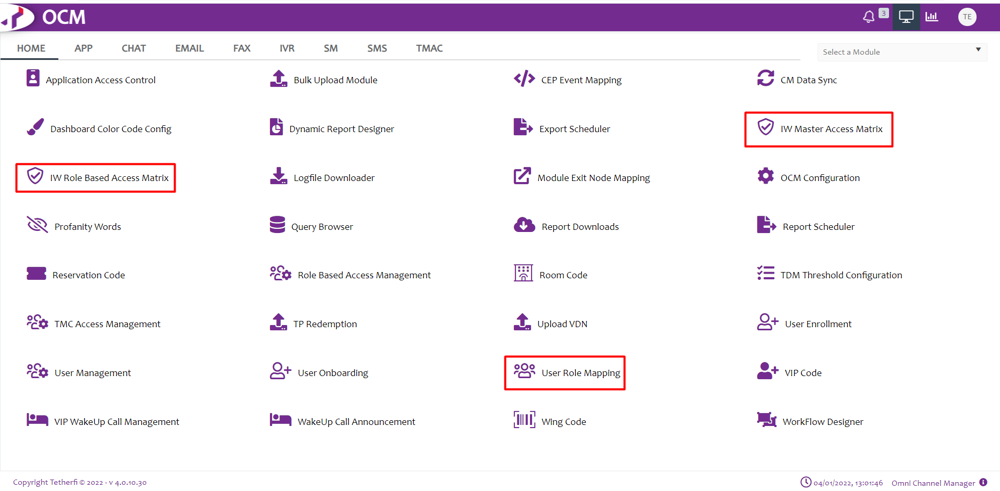 OCM
3
TE
HOME APP CHAT EMAIL FAX IVR SM SMS TMAC
Select a Module
Application Access Control Bulk Upload Module CEP Event Mapping CM Data Sync
Dashboard Color Code Config Dynamic Report Designer Export Scheduler IW Master Access Matrix
IW Role Based Access Matrix Logfile Downloader Module Exit Node Mapping OCM Configuration
Profanity Words Query Browser Report Downloads Report Scheduler
Reservation Code Role Based Access Management Room Code TDM Threshold Configuration
TMC Access Management TP Redemption Upload VDN User Enrollment
User Management User Onboarding User Role Mapping VIP Code
VIP WakeUp Call Management WakeUp Call Announcement Wing Code WorkFlow Designer
Copyright Tetherfi © 2022 - v 4.0.10.30 04/01/2022, 13:01:46 Omni Channel Manager